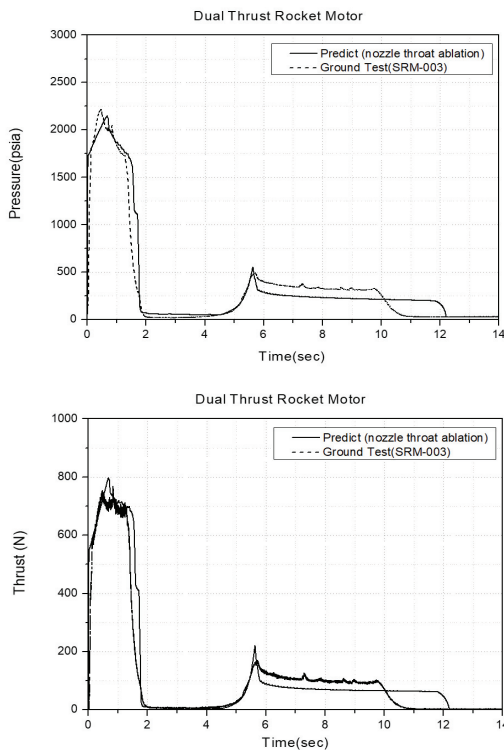 Dual Thrust Rocket Motor
3000
2500
2000
1500
1000
500
0
Pressure(psia)
Predict (nozzle throat ablation)
Ground Test(SRM-003)
0 2 4 6 8 10 12 14
Time(sec)
Dual Thrust Rocket Motor
1000
800
600
400
200
0
Thrust (N)
Predict (nozzle throat ablation)
Ground Test(SRM-003)
0 2 4 6 8 10 12 14
Time(sec)